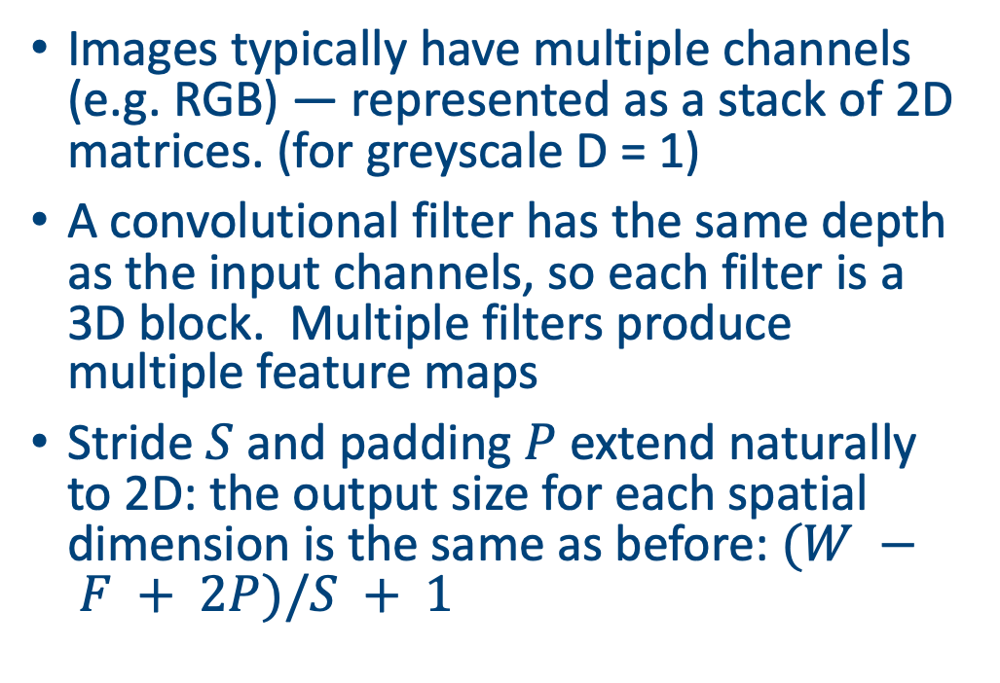 • Images typically have multiple channels
(e.g. RGB) — represented as a stack of 2D
matrices. (for greyscale D = 1)
• A convolutional filter has the same depth
as the input channels, so each filter is a
3D block.  Multiple filters produce
multiple feature maps
• Stride S and padding P extend naturally
to 2D: the output size for each spatial
dimension is the same as before: (W −
F + 2P)/S + 1